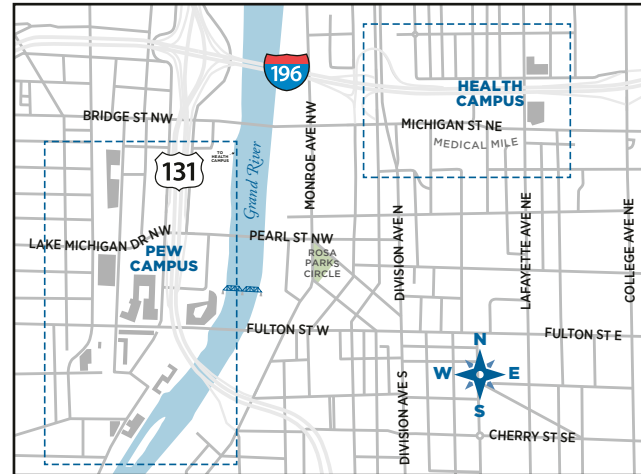 196
HEALTH
CAMPUS
BRIDGE ST NW
MICHIGAN ST NE
MEDICAL MILE
TO
HEALTH
CAMPUS
131
Grand River
MONROE AVE NW
LAKE MICHIGAN DR NW
PEARL ST NW
PEW
CAMPUS
ROSA
PARKS
CIRCLE
DIVISION AVE N
LAFAYETTE AVE NE
COLLEGE AVE NE
FULTON ST W
FULTON ST E
N
W
E
S
DIVISION AVE S
CHERRY ST SE